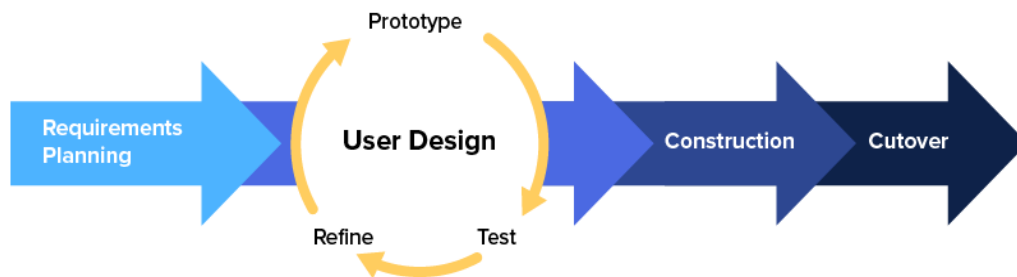 Prototype
Requirements
Planning
User Design
Construction
Cutover
Refine
Test